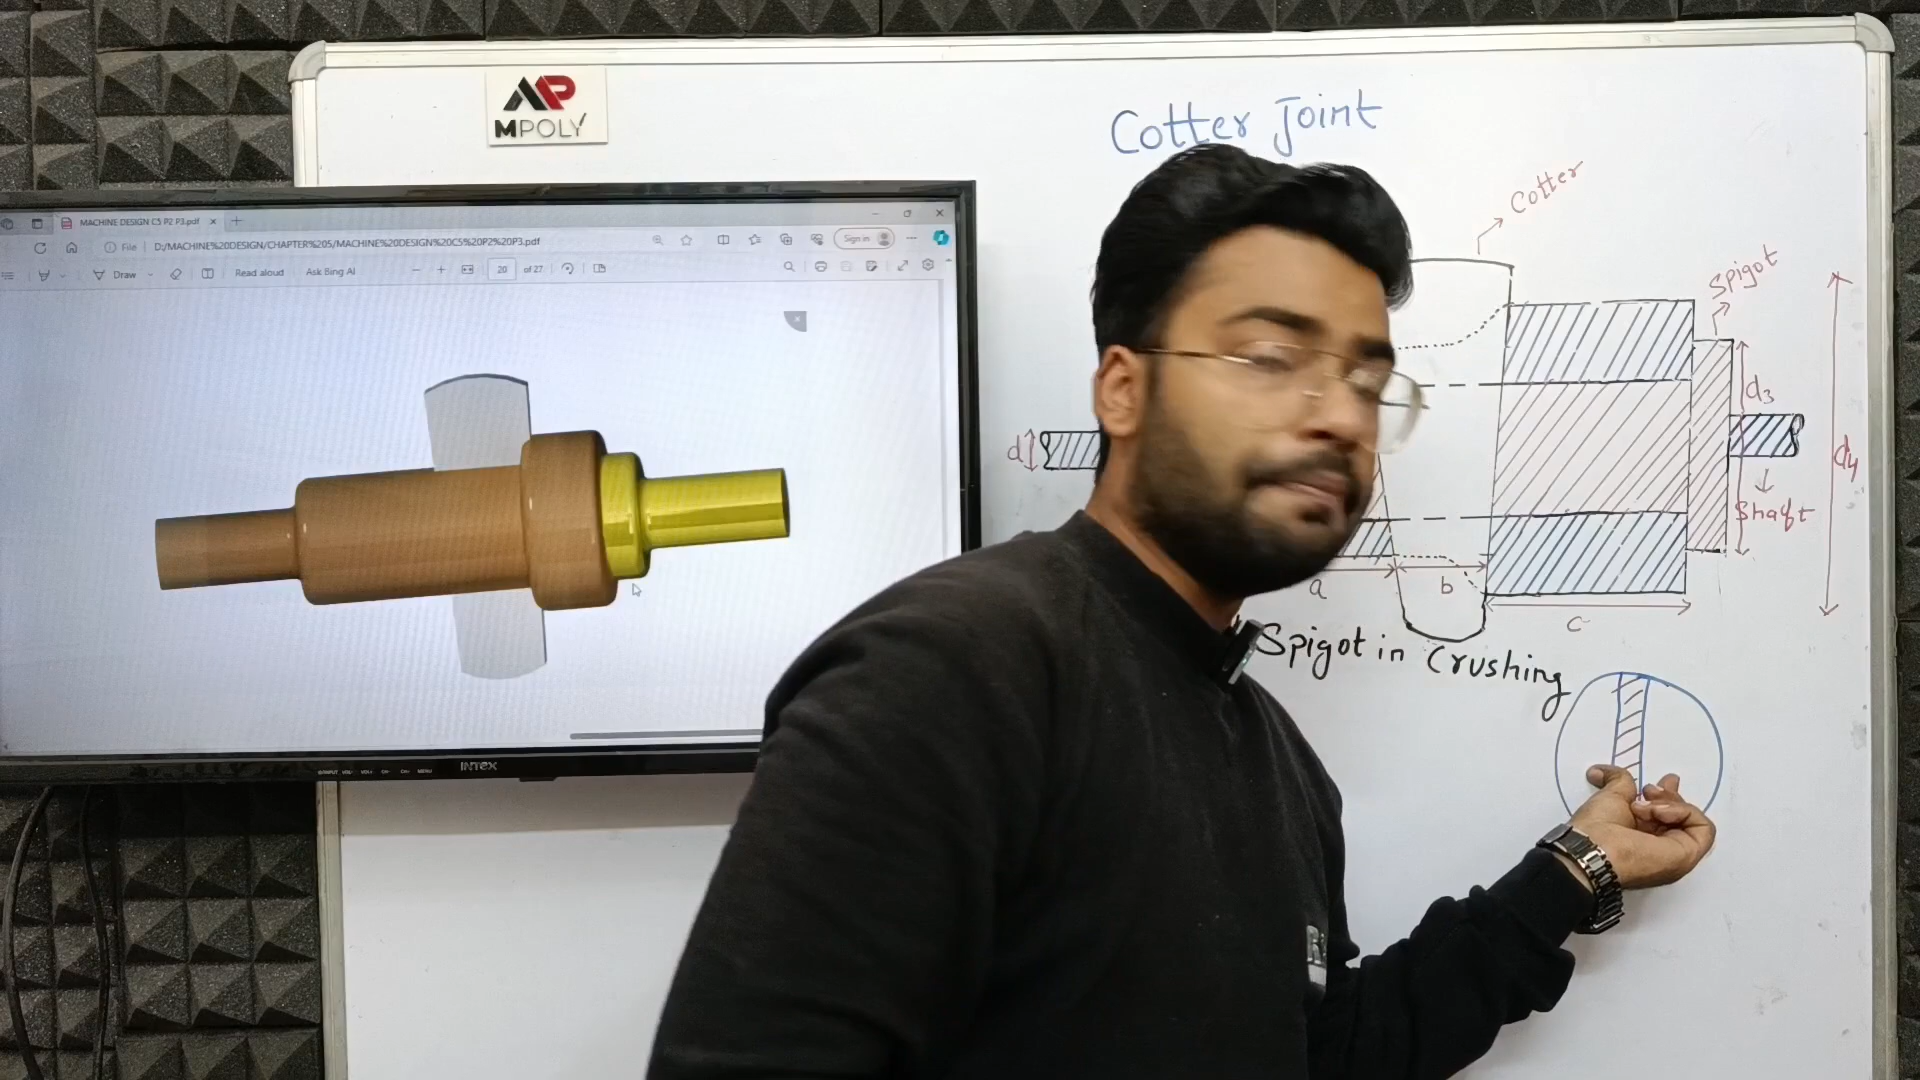 MPOLY
Cotter Joint
MACHINE DESIGN C5 P2 P3.pdf
File
D:/MACHINE%20DESIGN/CHAPTER%205/MACHINE%20DESIGN%20C5%20P2%20P3.pdf
Sign in
Draw
Read aloud
Ask Bing AI
20
of 27
Cotter
Spigot
d3
d
d4
Shaft
a
b
c
Spigot in Crushing
INTEX